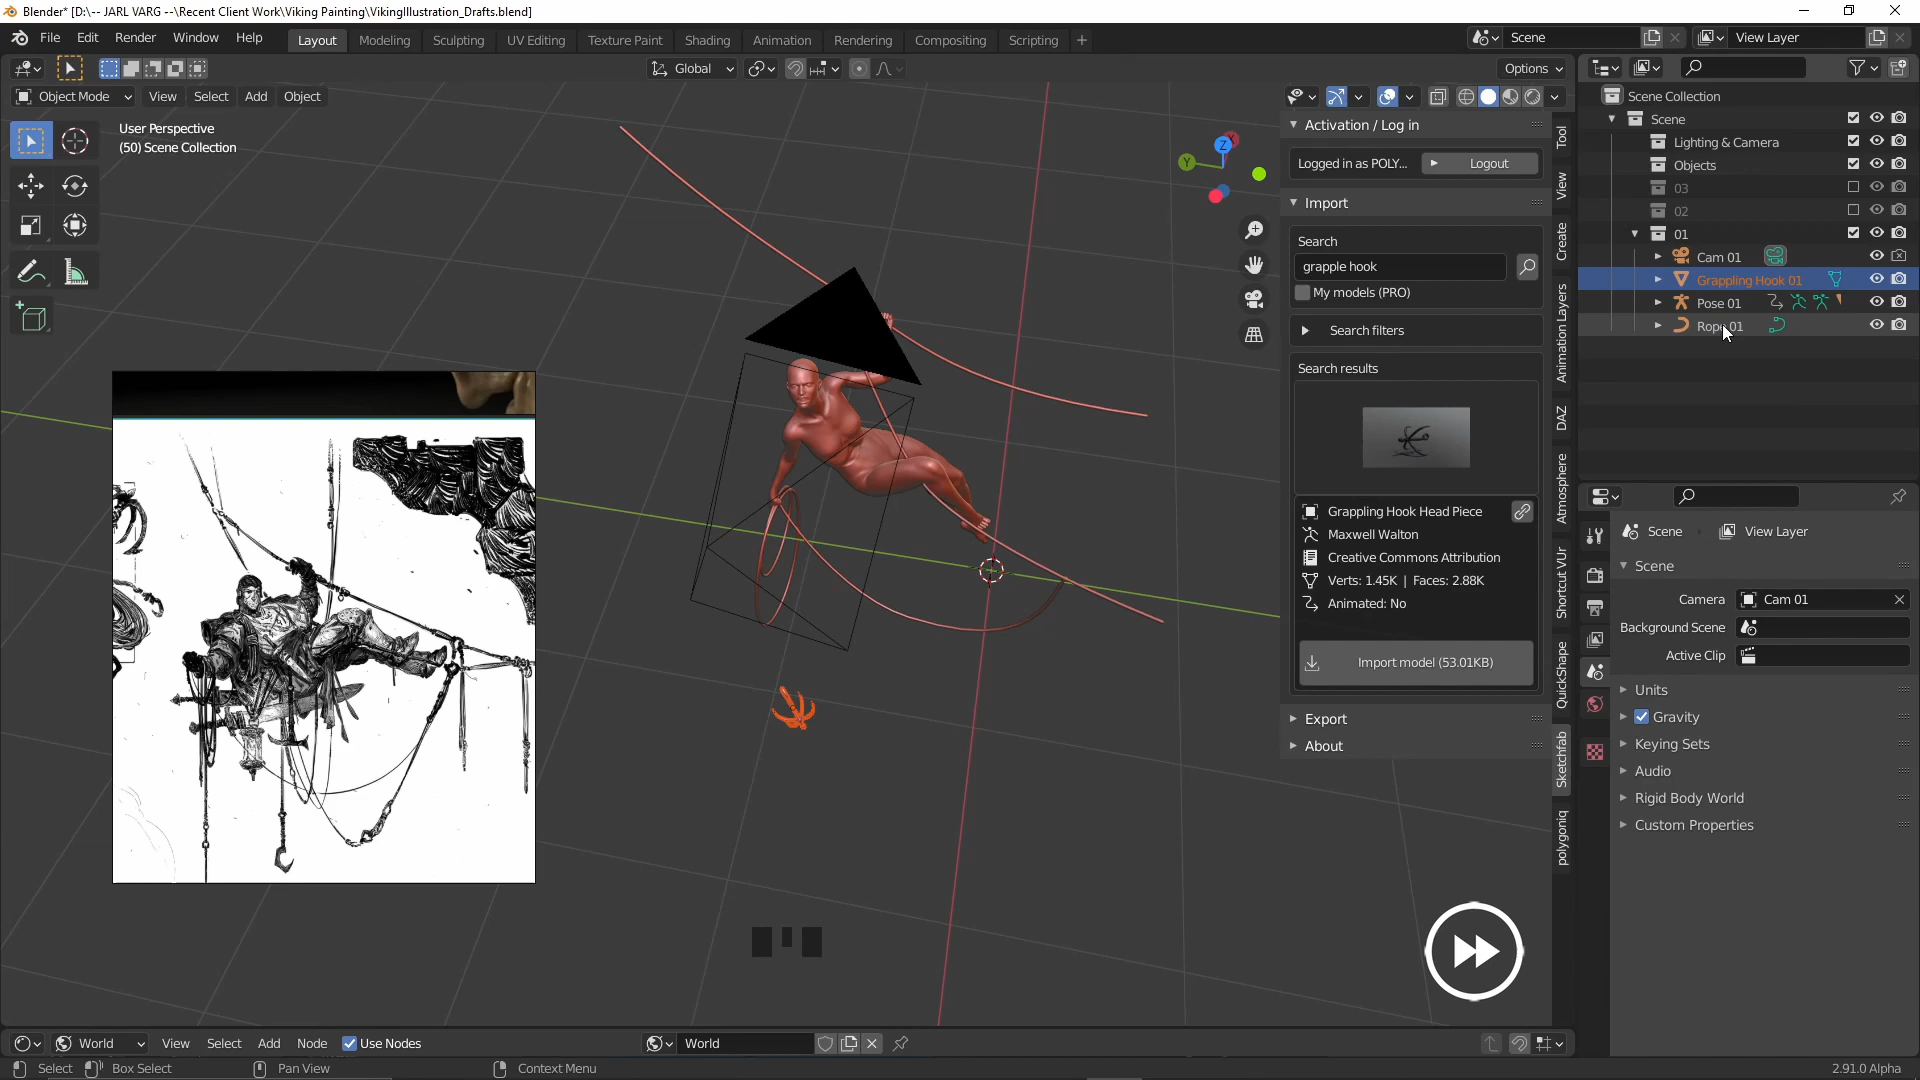 Blender* [D:\-- JARL VARG --\Recent Client Work\Viking Painting\VikingIllustration_Drafts.blend]
File Edit Render Window Help
Layout Modeling Sculpting UV Editing Texture Paint Shading Animation Rendering Compositing Scripting +
Scene
View Layer
Global
Options
Object Mode View Select Add Object
User Perspective
(50) Scene Collection
Z
Y
Activation / Log in
Logged in as POLY...
Logout
Import
Search
grapple hook
My models (PRO)
Search filters
Search results
Grappling Hook Head Piece
Maxwell Walton
Creative Commons Attribution
Verts: 1.45K | Faces: 2.88K
Animated: No
Import model (53.01KB)
Export
About
Tool
View
Create
Animation Layers
DAZ
Atmosphere
Shortcut VUr
QuickShape
Sketchfab
polygoniq
Scene Collection
Scene
Lighting & Camera
Objects
03
02
01
Cam 01
Grappling Hook 01
Pose 01
Rope 01
Scene View Layer
Scene
Camera Cam 01
Background Scene
Active Clip
Units
Gravity
Keying Sets
Audio
Rigid Body World
Custom Properties
World View Select Add Node Use Nodes
World
Select Box Select Pan View Context Menu
2.91.0 Alpha